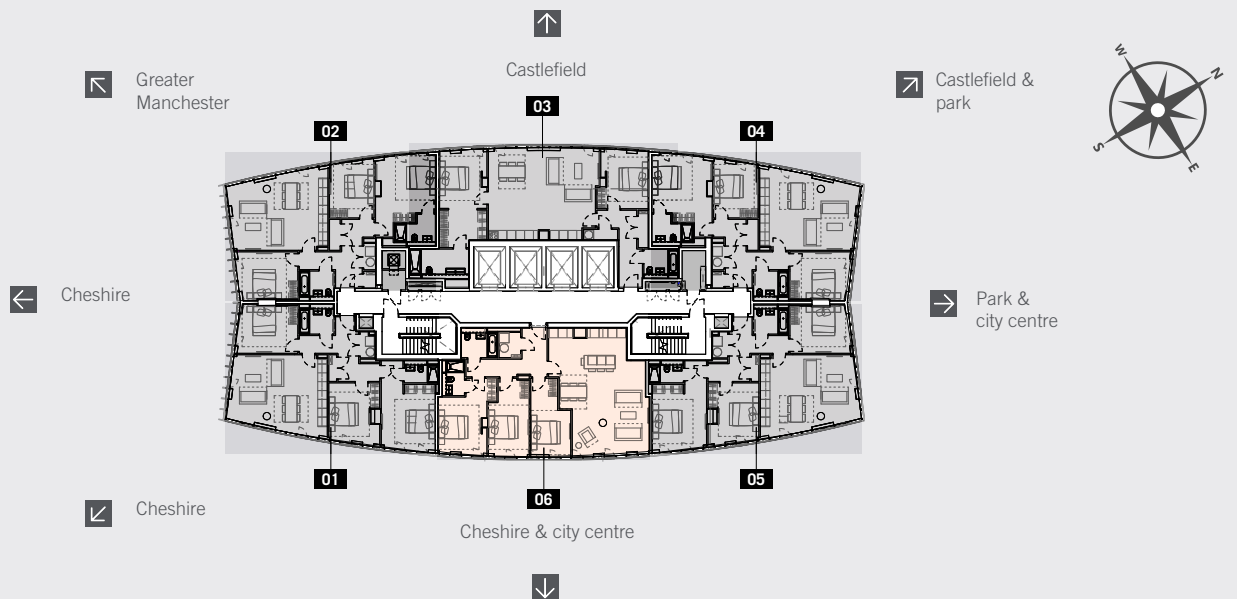 Castlefield
Greater
Manchester
Castlefield &
park
W
N
S
E
03
02
04
Cheshire
Park &
city centre
01
05
06
Cheshire
Cheshire & city centre